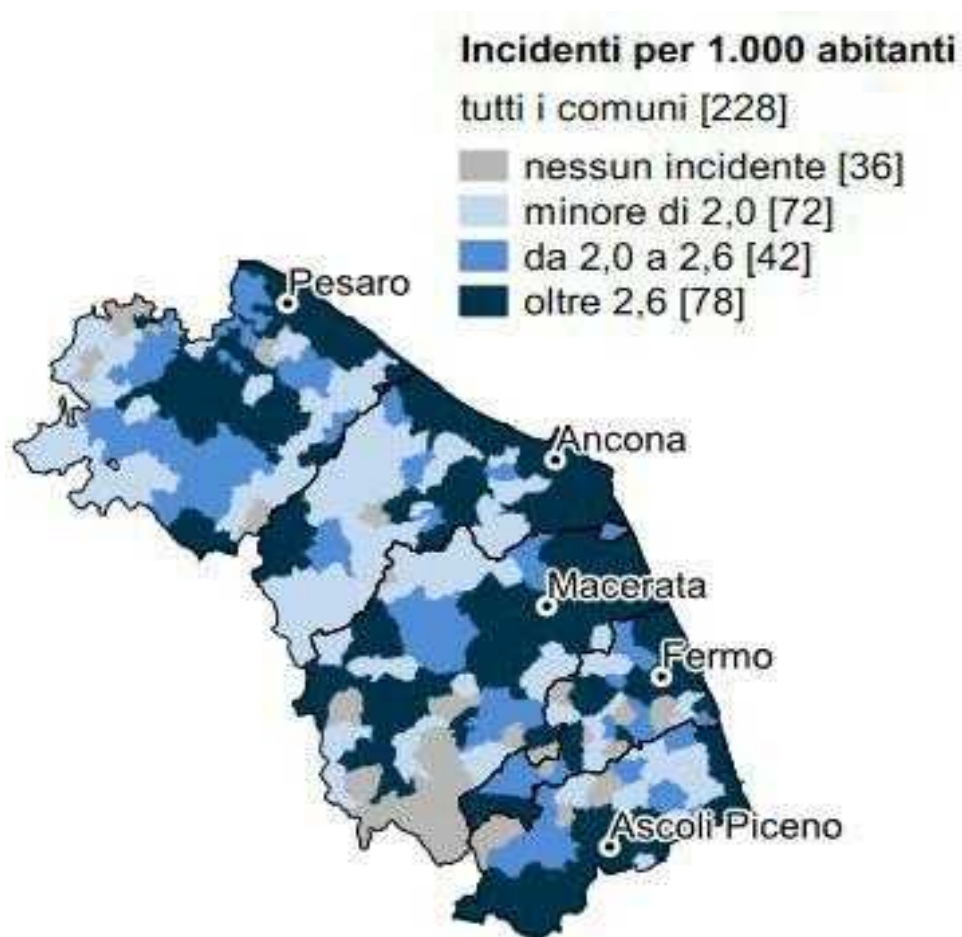 Incidenti per 1.000 abitanti
tutti i comuni [228]
nessun incidente [36]
minore di 2,0 [72]
da 2,0 a 2,6 [42]
oltre 2,6 [78]
Pesaro
Ancona
Macerata
Fermo
Ascoli Piceno